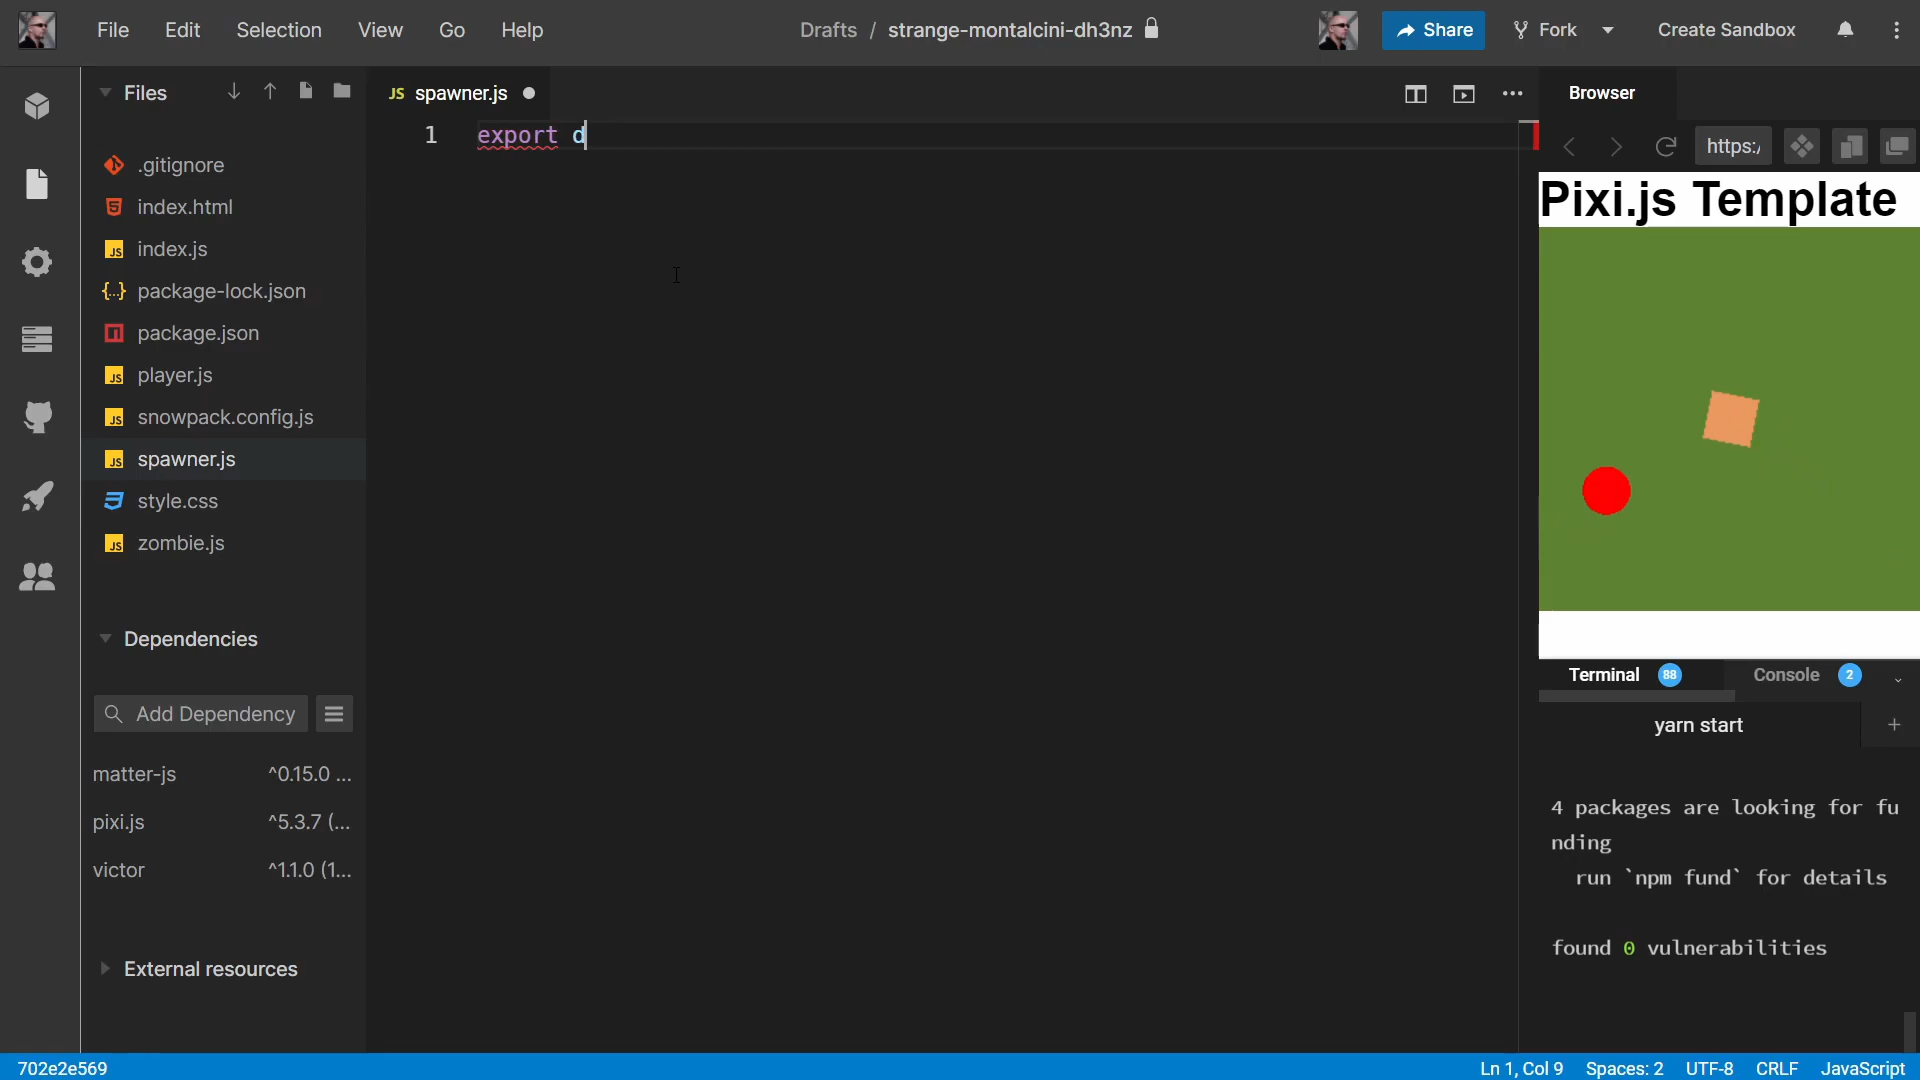 File Edit Selection View Go Help Drafts / strange-montalcini-dh3nz Share Fork Create Sandbox
Files
JS spawner.js
Browser
1 export d
https:/
.gitignore
index.html
index.js
package-lock.json
package.json
player.js
snowpack.config.js
spawner.js
style.css
zombie.js
Dependencies
Add Dependency
matter-js ^0.15.0 ...
pixi.js ^5.3.7 (...
victor ^1.1.0 (1...
External resources
Pixi.js Template
Terminal 88 Console 2
yarn start
4 packages are looking for fu
nding
run `npm fund` for details
found 0 vulnerabilities
702e2e569 Ln 1, Col 9 Spaces: 2 UTF-8 CRLF JavaScript